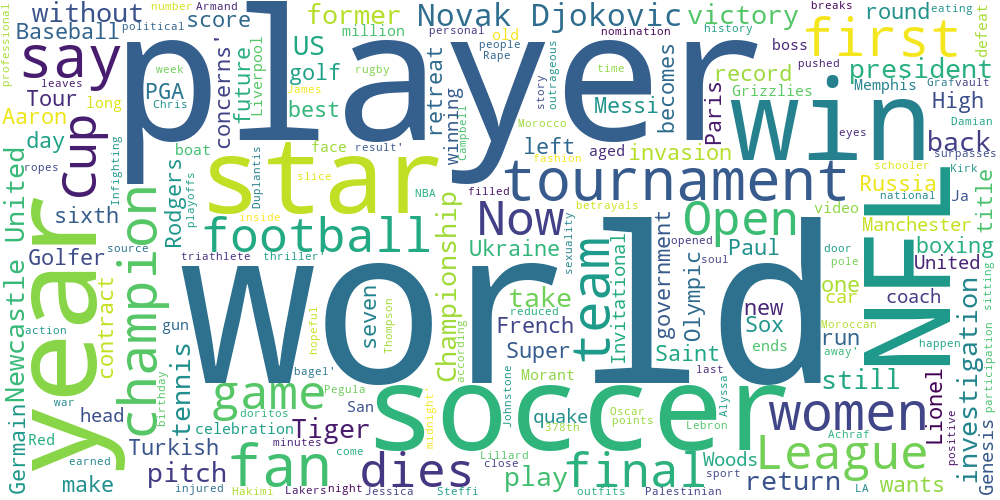 without
former
Novak Djokovic
victory
round
eating
number
Armand
political
Baseball
score
million
personal
old
nomination
breaks
first
defeat
professional
say
player
US
people
Rape
history
boss
pushed
president
leaves
week
PGA
Chris
concerns'
future
Liverpool
golf
rugby
time
record
Grizzlies
Memphis
Grafvault
Tour
long
best
James
retreat
winning
Campbell
story
outrageous
Messi
becomes
Paris
win
High
Damian
Aaron
cup
day
face
result'
Morocco
left
aged
invasion
eyes
back
surpasses
ropes
Infighting
boat
star
Duplantis
slice
NBA
fashion
tournament
schooler
Kirk
Russia
national
Ja
Rodgers
playoffs
inside
filled
betrayals
video
Manchester
title
Newcastle United
sixth
champion
football
Now
Open
boxing
Golfer
source
triathlete
thriller'
Championship
Ukraine
sexuality
team
Invitational
government
opened
soul
Paul
door
pole
one
car
United
coach
sitting
year
contract
gun
world
seven
hopeful
Thompson
take
reduced
French
Olympic
new
Sox
ends
Moroccan
run
NFL
investigation
happen
participation
action
tennis
bagel'
Super
according
Saint
last
away'
still
Germain
war
head
birthday
game
Pegula
Morant
Johnstone
quake
378th
Oscar
points
Alyssa
Lebron
women
Lionel
Red
earned
celebration
doritos
San
Tiger
minutes
midnight'
soccer
Achraf
positive
Genesis
Turkish
pitch
fan
come
dies
Lillard
close
play
final
Woods
sport
League
wants
make
injured
Hakimi
Lakers
night
Jessica
Steffi
outfits
Palestinian
return
LA